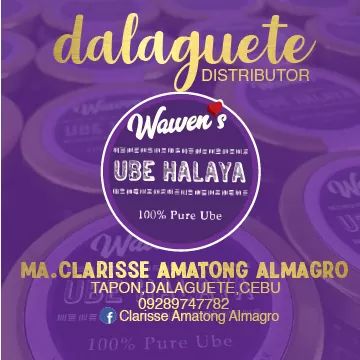 dalaguete
DISTRIBUTOR
Wawen's
UBE HALAYA
100% Pure Ube
MA.CLARISSE AMATONG ALMAGRO
TAPON,DALAGUETE,CEBU
09289747782
Clarisse Amatong Almagro